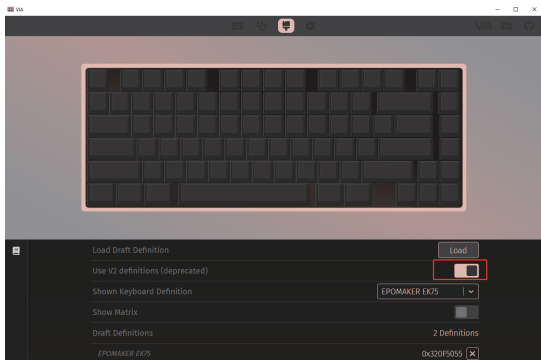 VIA
VIA
Load Draft Definition
Load
Use V2 definitions (deprecated)
Shown Keyboard Definition
EPOMAKER EK75
Show Matrix
Draft Definitions
2 Definitions
EPOMAKER EK75
0x320F5055